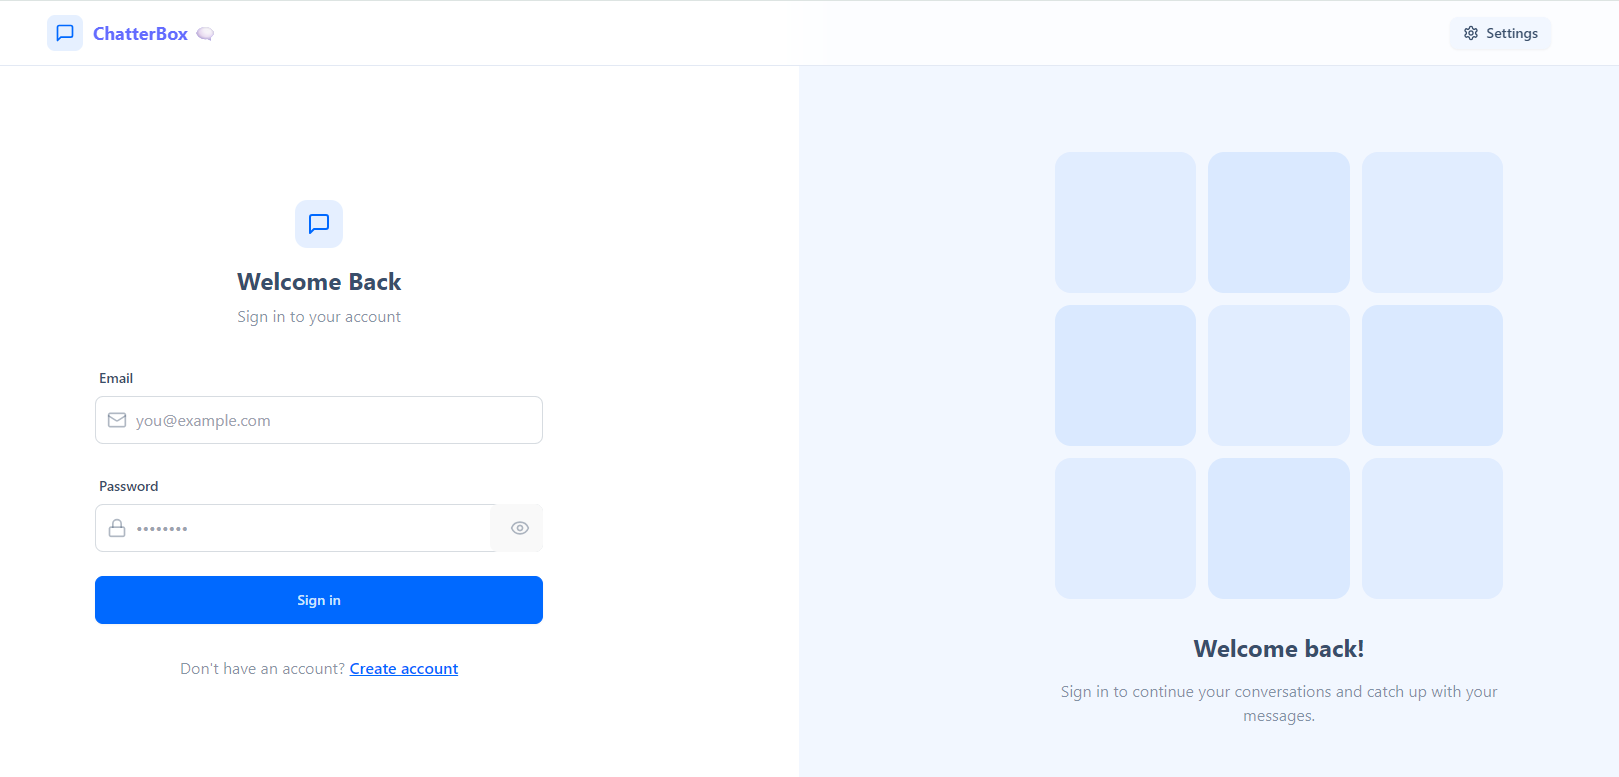 ChatterBox 🗨️
Settings
Welcome Back
Sign in to your account
Email
you@example.com
Password
••••••••
Sign in
Don't have an account? Create account
Welcome back!
Sign in to continue your conversations and catch up with your
messages.